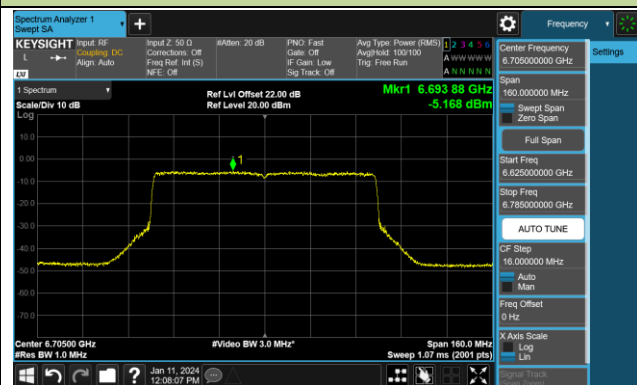 Spectrum Analyzer 1
Swept SA
+
Frequency
KEYSIGHT
L
LXI
Input: RF
Coupling: DC
Align: Auto
Input Z: 50 Ω
Corrections: Off
Freq Ref: Int (S)
NFE: Off
#Atten: 20 dB
PNO: Fast
Gate: Off
IF Gain: Low
Sig Track: Off
Avg Type: Power (RMS)
Avg|Hold: 100/100
Trig: Free Run
1 2 3 4 5 6
A W W W W W
A N N N N N
1 Spectrum
Scale/Div 10 dB
Log
Ref Lvl Offset 22.00 dB
Ref Level 20.00 dBm
Mkr1 6.693 88 GHz
-5.168 dBm
10.0
0.00
-10.0
-20.0
-30.0
-40.0
-50.0
-60.0
-70.0
1
Center 6.70500 GHz
#Res BW 1.0 MHz
#Video BW 3.0 MHz*
Span 160.0 MHz
Sweep 1.07 ms (2001 pts)
Center Frequency
6.705000000 GHz
Settings
Span
160.000000 MHz
Swept Span
Zero Span
Full Span
Start Freq
6.625000000 GHz
Stop Freq
6.785000000 GHz
AUTO TUNE
CF Step
16.000000 MHz
Auto
Man
Freq Offset
0 Hz
X Axis Scale
Log
Lin
Signal Track
?
Jan 11, 2024
12:08:07 PM